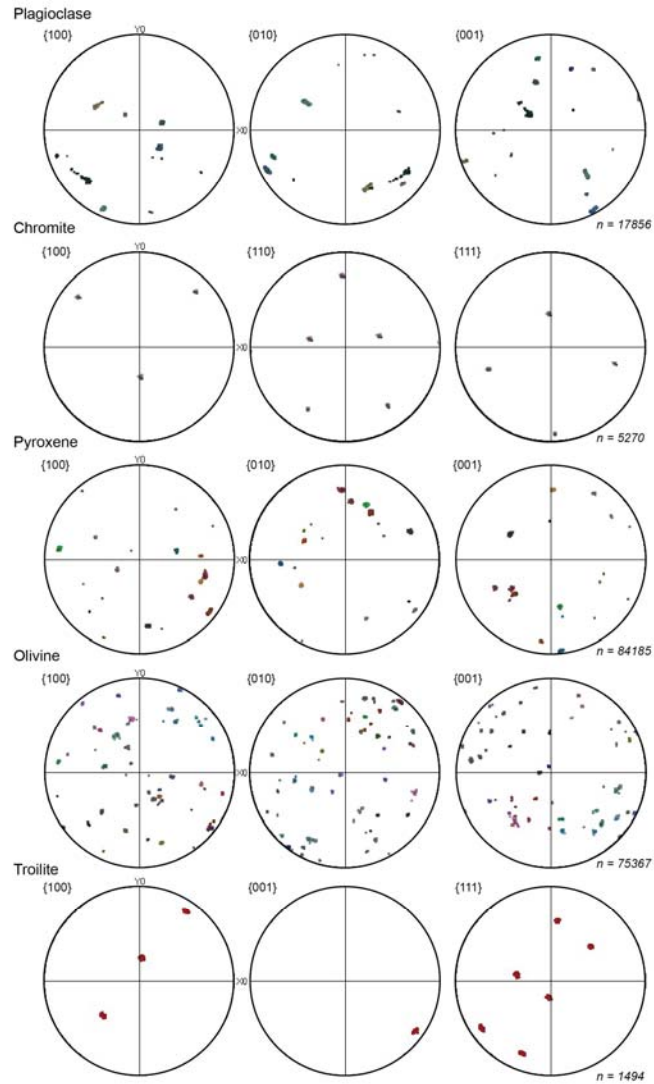 Plagioclase
{100}
Y0
{010}
{001}
X0
n = 17856
Chromite
{100}
Y0
{110}
{111}
X0
n = 5270
Pyroxene
{100}
Y0
{010}
{001}
X0
n = 84185
Olivine
{100}
Y0
{010}
{001}
X0
n = 75367
Troilite
{100}
Y0
{001}
{111}
X0
n = 1494